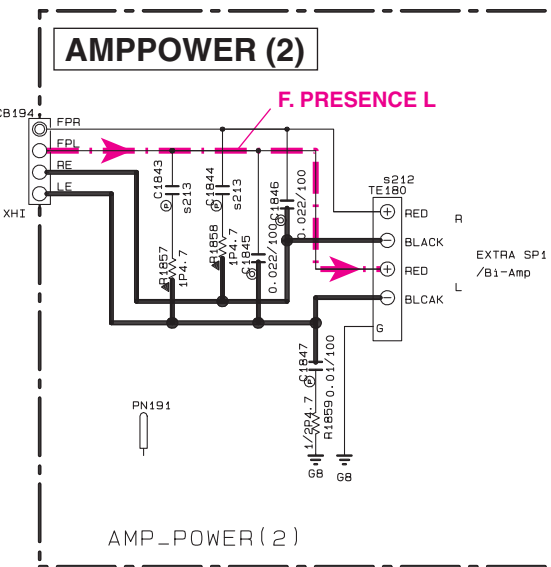 AMPPOWER (2)
F. PRESENCE L
CB194
FPR
FPL
RE
LE
XHI
C1843
s213
C1844
s213
C1846
0.022/100
R1857
1P4.7
R1858
1P4.7
C1845
0.022/100
s212
TE180
RED
R
BLACK
EXTRA SP1
/Bi-Amp
RED
L
BLCAK
G
C1847
0.01/100
1/2P4.7
R1859
G8
G8
PN191
AMP_POWER(2)